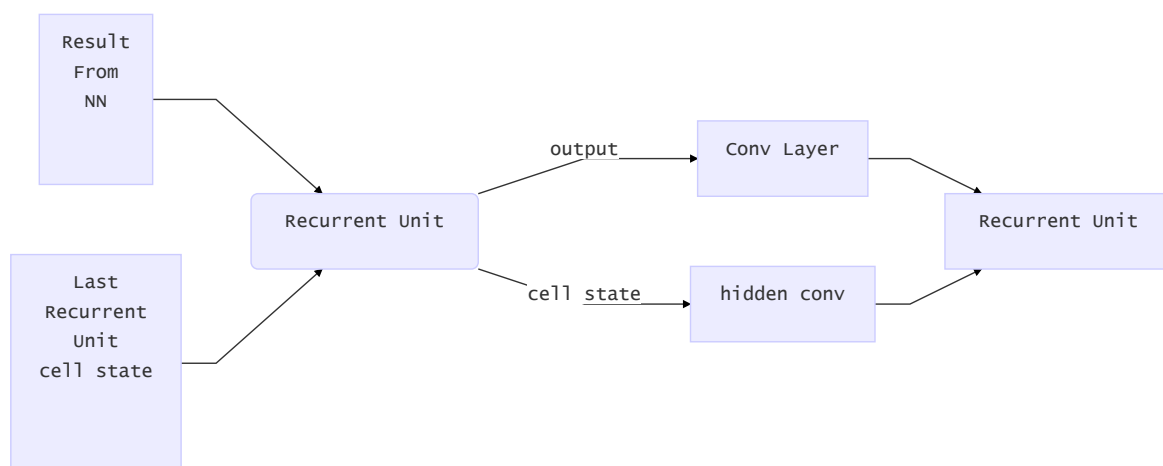 Result
From
NN
Last
Recurrent
Unit
cell state
Recurrent Unit
output
cell state
Conv Layer
hidden conv
Recurrent Unit